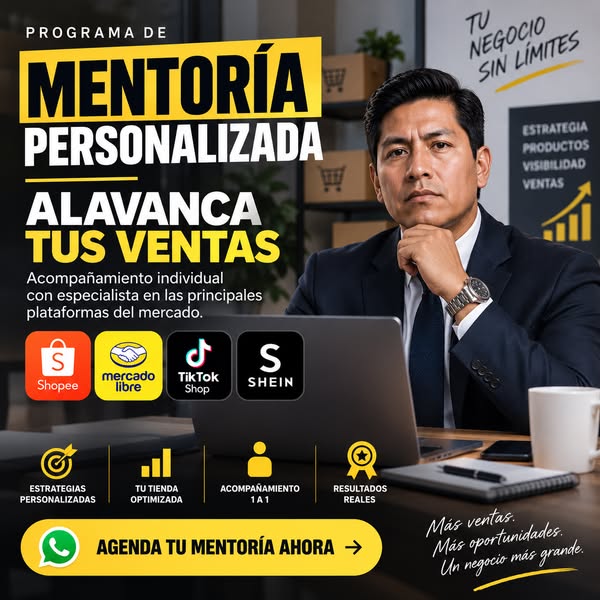 PROGRAMA DE
MENTORÍA
PERSONALIZADA
ALAVANCA
TUS VENTAS
Acompañamiento individual
con especialista en las principales
plataformas del mercado.
S
Shopee
mercado
libre
TikTok
Shop
S
SHEIN
ESTRATEGIAS
PERSONALIZADAS
TU TIENDA
OPTIMIZADA
ACOMPAÑAMIENTO
1 A 1
RESULTADOS
REALES
AGENDA TU MENTORÍA AHORA →
TU
NEGOCIO
SIN LÍMITES
ESTRATEGIA
PRODUCTOS
VISIBILIDAD
VENTAS
Más ventas.
Más oportunidades.
Un negocio más grande.